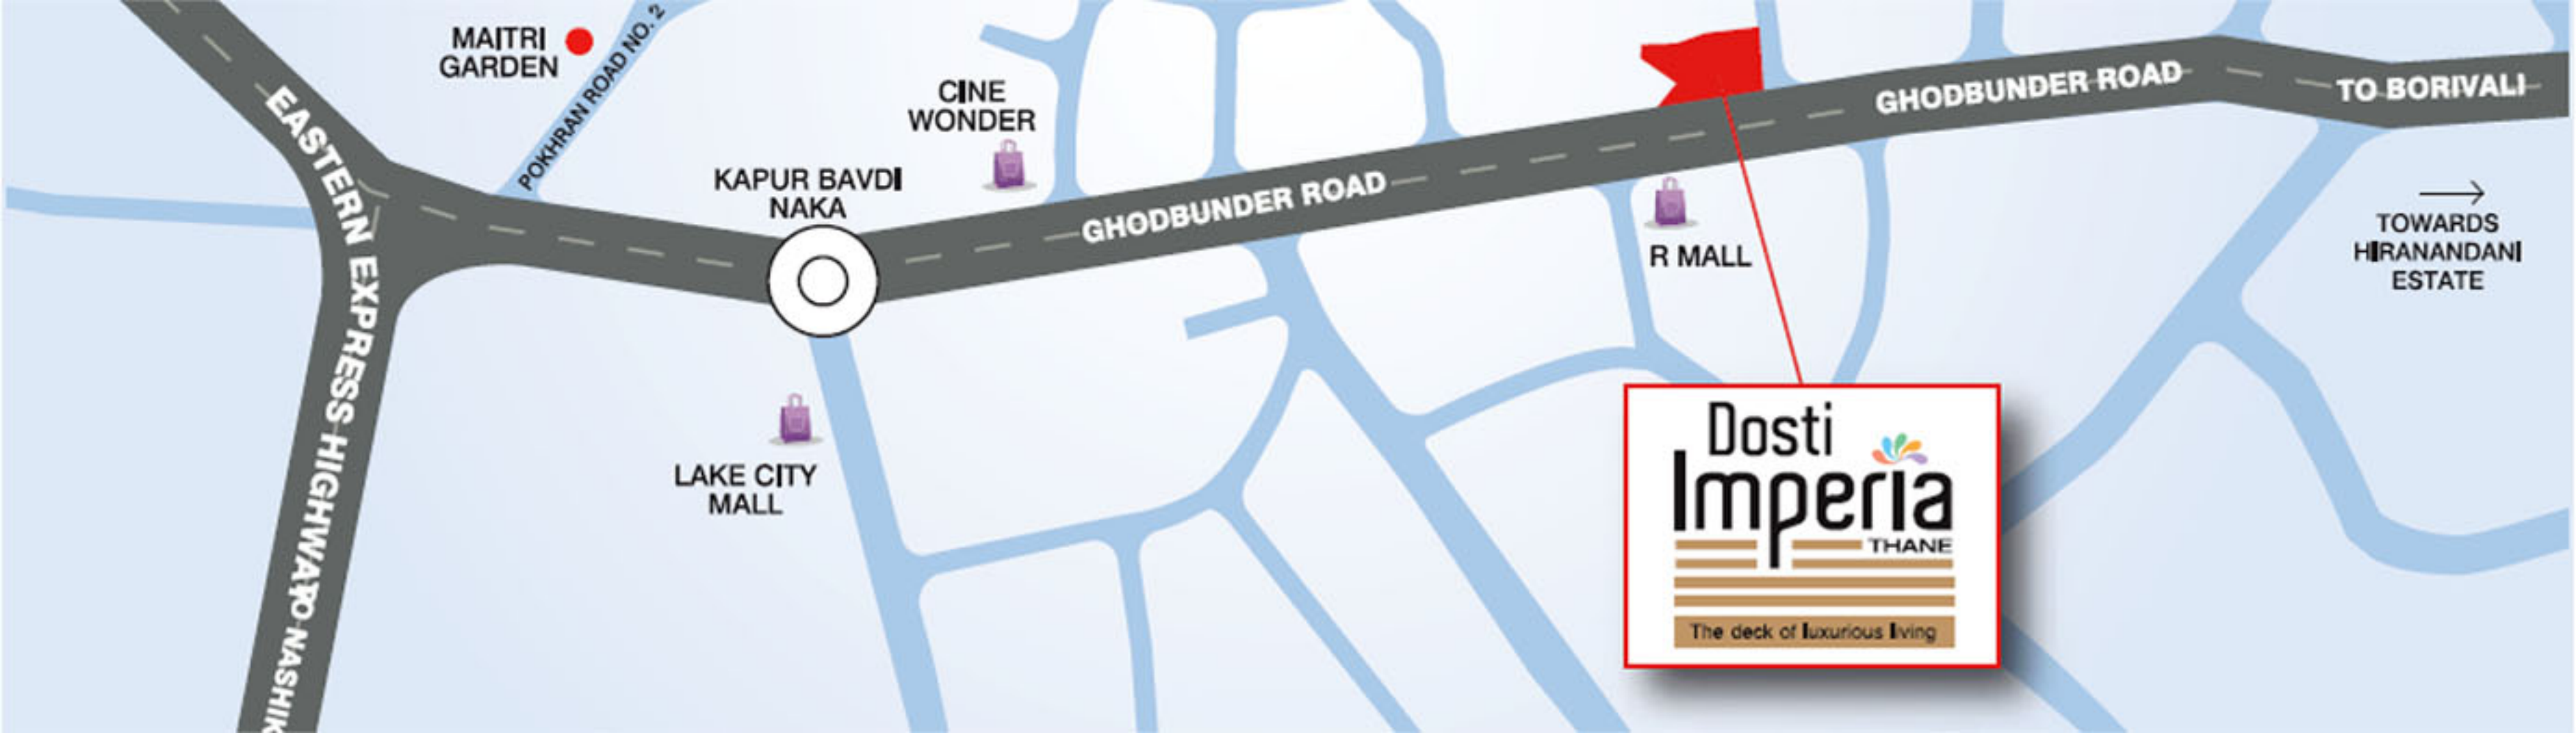 MAITRI
GARDEN
POKHRAN ROAD NO. 2
EASTERN EXPRESS HIGHWAY
TO NASHIK
KAPUR BAVDI
NAKA
CINE
WONDER
LAKE CITY
MALL
GHODBUNDER ROAD
R MALL
GHODBUNDER ROAD
TO BORIVALI
TOWARDS
HIRANANDANI
ESTATE
Dosti
Imperia
THANE
The deck of luxurious living